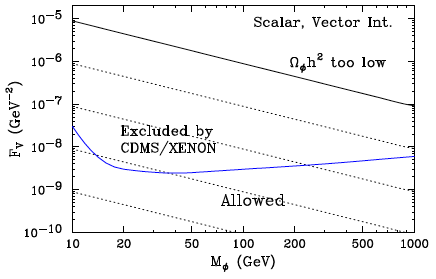 Scalar, Vector Int.
Ωϕh² too low
Excluded by
CDMS/XENON
Allowed
F_V (GeV⁻²)
10⁻⁵
10⁻⁶
10⁻⁷
10⁻⁸
10⁻⁹
10⁻¹⁰
10 20 50 100 200 500 1000
M_ϕ (GeV)